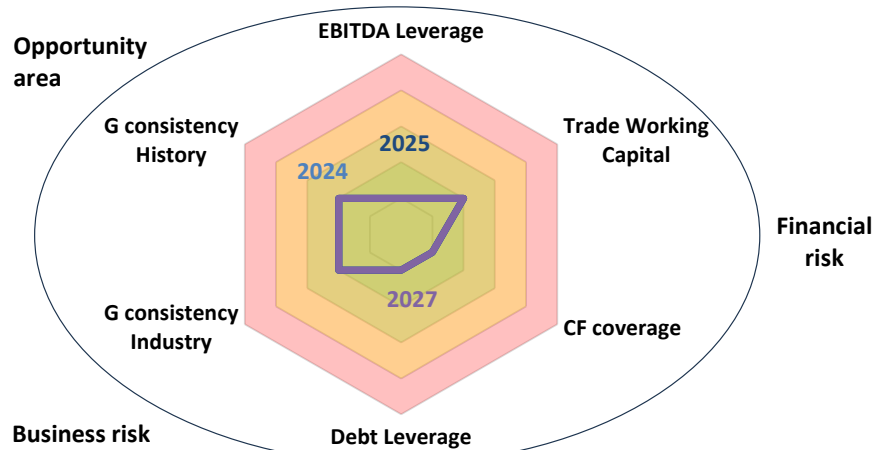 EBITDA Leverage
Opportunity
area
G consistency
History
Trade Working
Capital
2025
2024
Financial
risk
2027
G consistency
Industry
CF coverage
Business risk
Debt Leverage